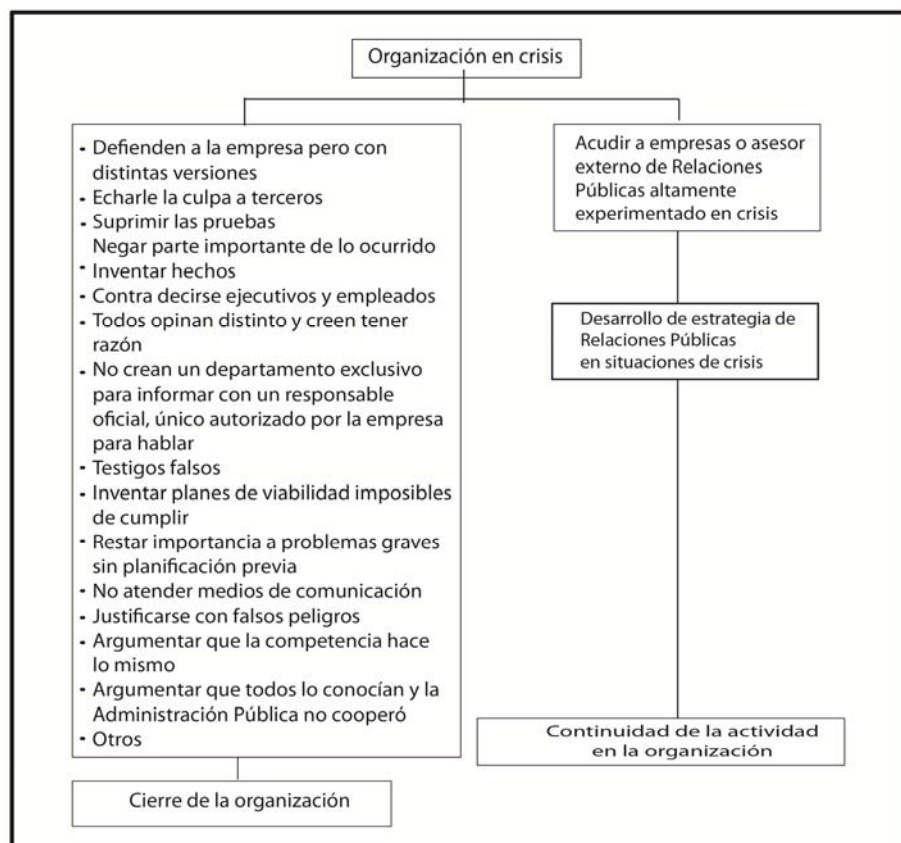 Organización en crisis
• Defienden a la empresa pero con
distintas versiones
• Echarle la culpa a terceros
• Suprimir las pruebas
Negar parte importante de lo ocurrido
• Inventar hechos
• Contra decirse ejecutivos y empleados
• Todos opinan distinto y creen tener
razón
• No crean un departamento exclusivo
para informar con un responsable
oficial, único autorizado por la empresa
para hablar
• Testigos falsos
• Inventar planes de viabilidad imposibles
de cumplir
• Restar importancia a problemas graves
sin planificación previa
• No atender medios de comunicación
• Justificarse con falsos peligros
• Argumentar que la competencia hace
lo mismo
• Argumentar que todos lo conocían y la
Administración Pública no cooperó
• Otros
Cierre de la organización
Acudir a empresas o asesor
externo de Relaciones
Públicas altamente
experimentado en crisis
Desarrollo de estrategia de
Relaciones Públicas
en situaciones de crisis
Continuidad de la actividad
en la organización